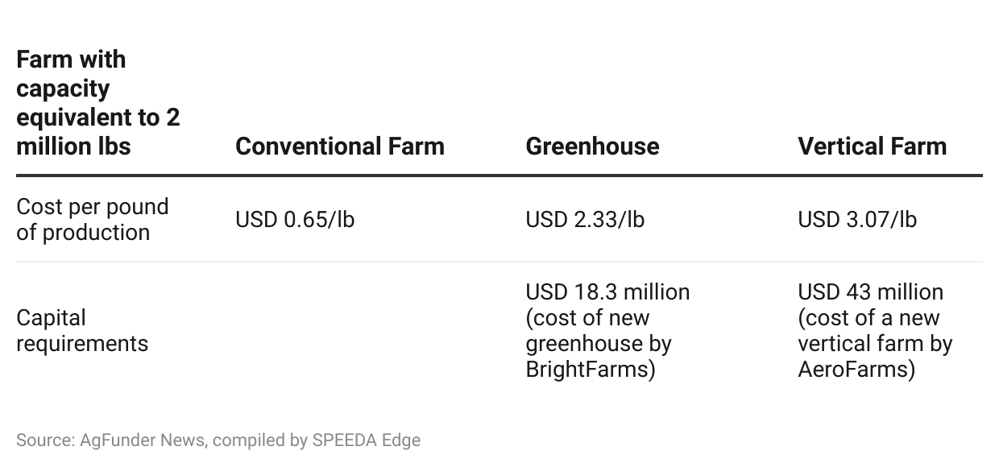 Farm with
capacity
equivalent to 2
million lbs
Conventional Farm
Greenhouse
Vertical Farm
Cost per pound
of production
USD 0.65/lb
USD 2.33/lb
USD 3.07/lb
Capital
requirements
USD 18.3 million
(cost of new
greenhouse by
BrightFarms)
USD 43 million
(cost of a new
vertical farm by
AeroFarms)
Source: AgFunder News, compiled by SPEEDA Edge